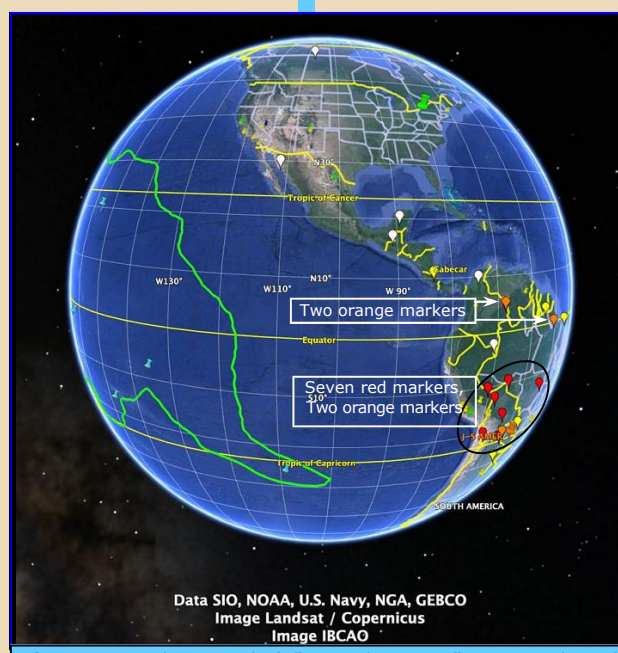 N30°
Tropic of Cancer
Cabecar
W130°
N10°
W110°
W 90°
Two orange markers
Equator
Seven red markers,
Two orange markers
S10°
Tropic of Capricorn
SOUTH AMERICA
Data SIO, NOAA, U.S. Navy, NGA, GEBCO
Image Landsat / Copernicus
Image IBCAO